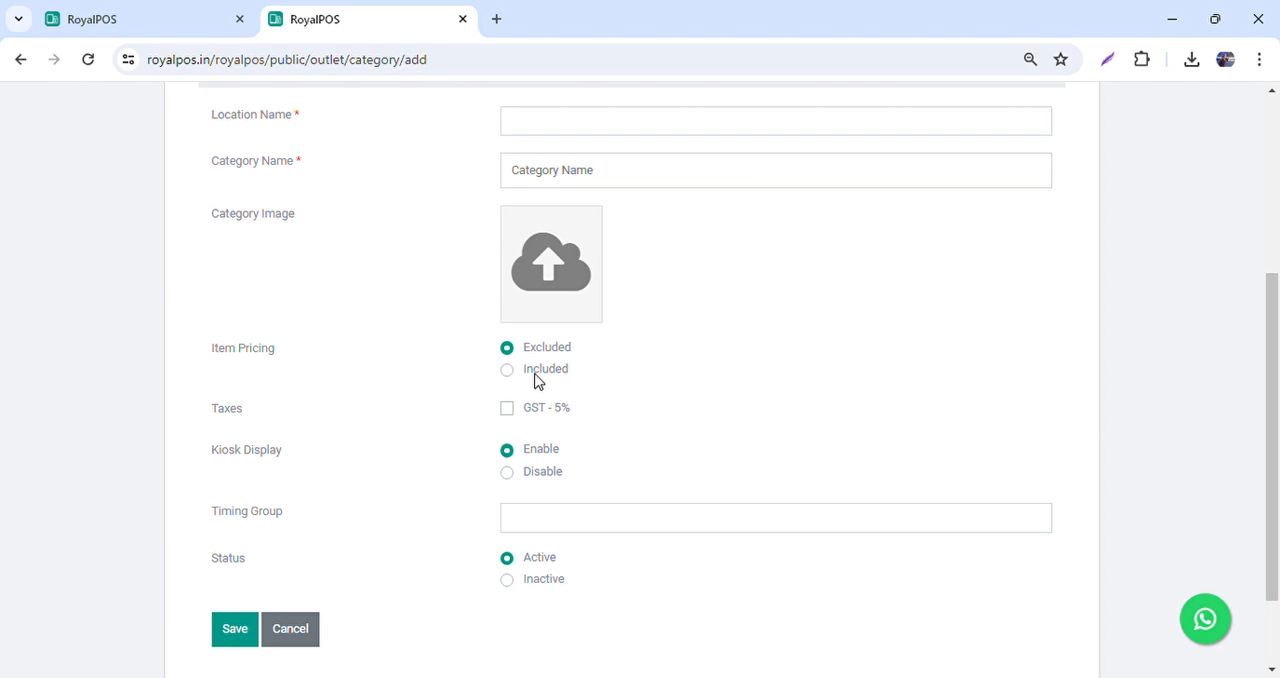 RoyalPOS
RoyalPOS
royalpos.in/royalpos/public/outlet/category/add
Location Name *
Category Name *
Category Name
Category Image
Item Pricing
Excluded
Included
Taxes
GST - 5%
Kiosk Display
Enable
Disable
Timing Group
Status
Active
Inactive
Save
Cancel